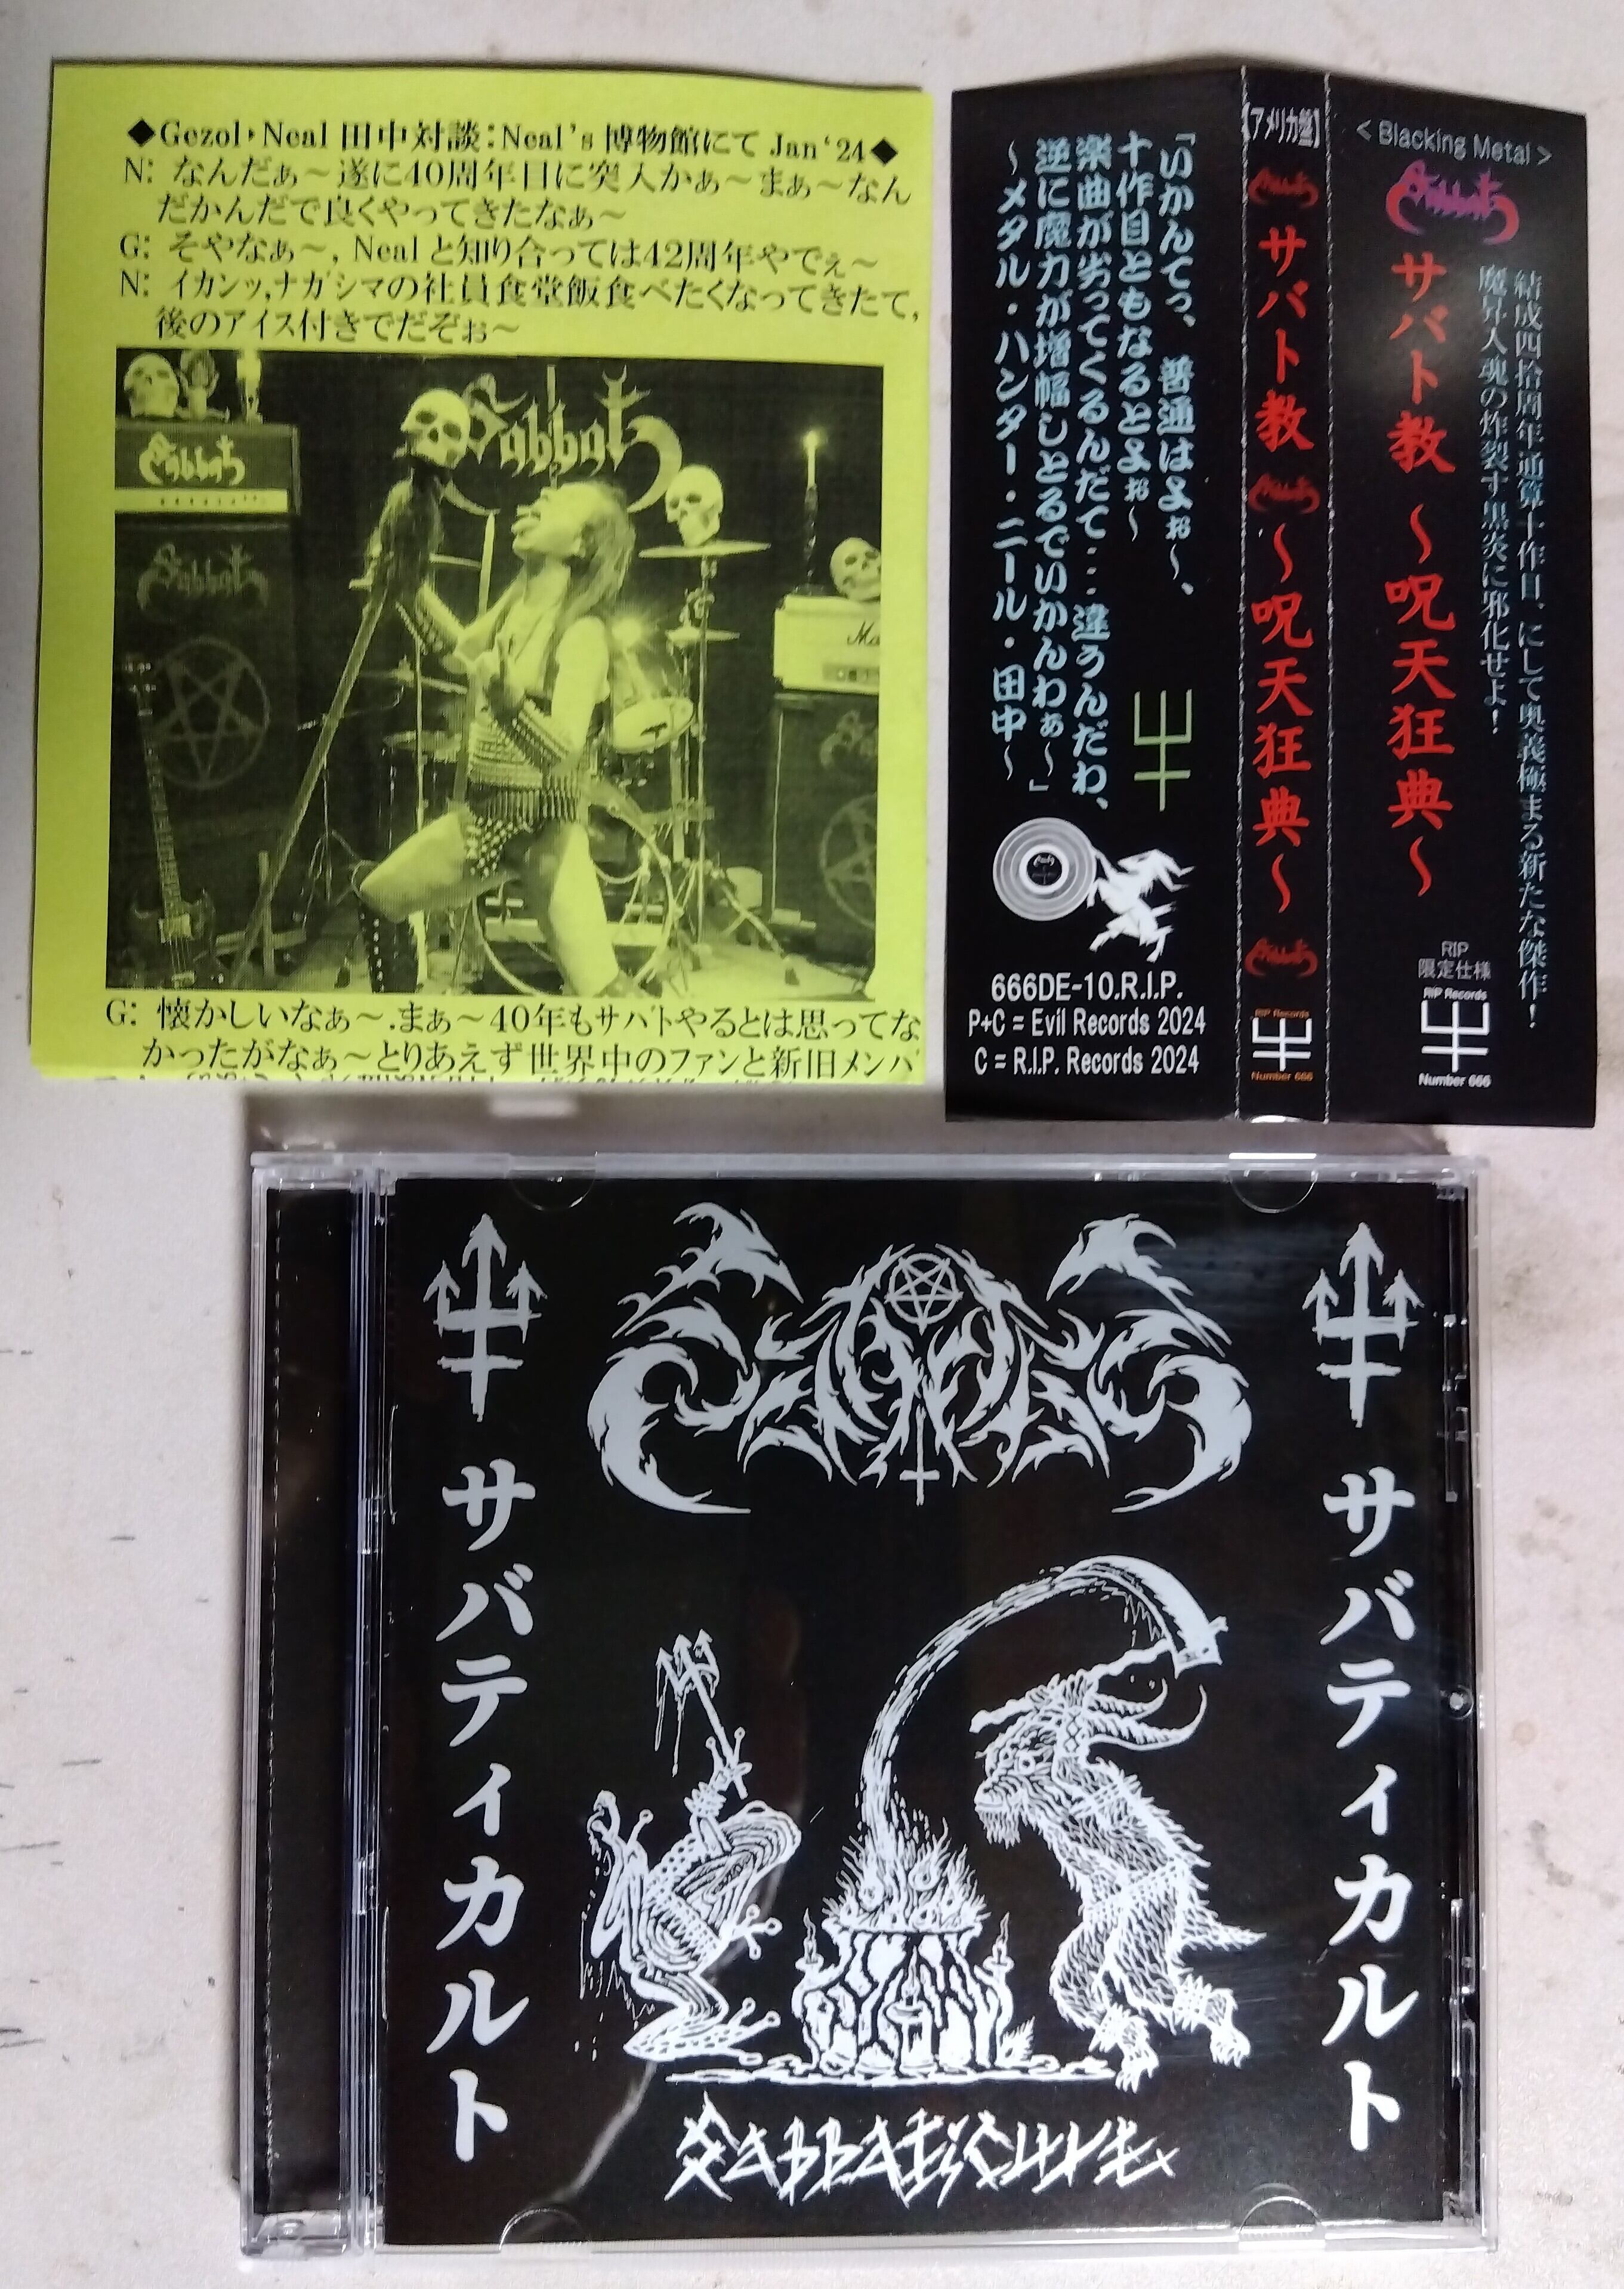 ◆Gezol・Neal 田中対談：Neal's 博物館にて Jan‘24◆
N: なんだぁ～遂に40周年目に突入かぁ～まぁ～なん
だかんだで良くやってきたなぁ～
G: そやなぁ～, Neal と知り合っては42周年やでぇ～
N: イカンッ,ナガシマの社員食堂飯食べたくなってきたて,
後のアイス付きでだぞぉ～
Sabbat
Sabbat
Sabbat
G: 懐かしいなぁ～.まぁ～40年もサバトやるとは思ってな
かったがなぁ～とりあえず世界中のファンと新旧メンバ
「いかんてっ、普通はよぉ～、
十作目ともなるとよぉ～
楽曲が劣ってくるんだて…違うんだわ、
逆に魔力が増幅しとるでいかんわぁ～」
～メタル・ハンター・ニール・田中～
666DE-10.R.I.P.
P+C = Evil Records 2024
C = R.I.P. Records 2024
【アメリカ盤】
サバト教
～呪天狂典～
RIP Records
Number 666
< Blacking Metal >
Sabbat
結成四拾周年通算十作目、にして奥義極まる新たな傑作！
魔界人魂の炸裂す黒炎に邪化せよ！
サバト教 ～呪天狂典～
RIP
限定仕様
RIP Records
Number 666
サバティカルト
サバティカルト
Sabbaticult